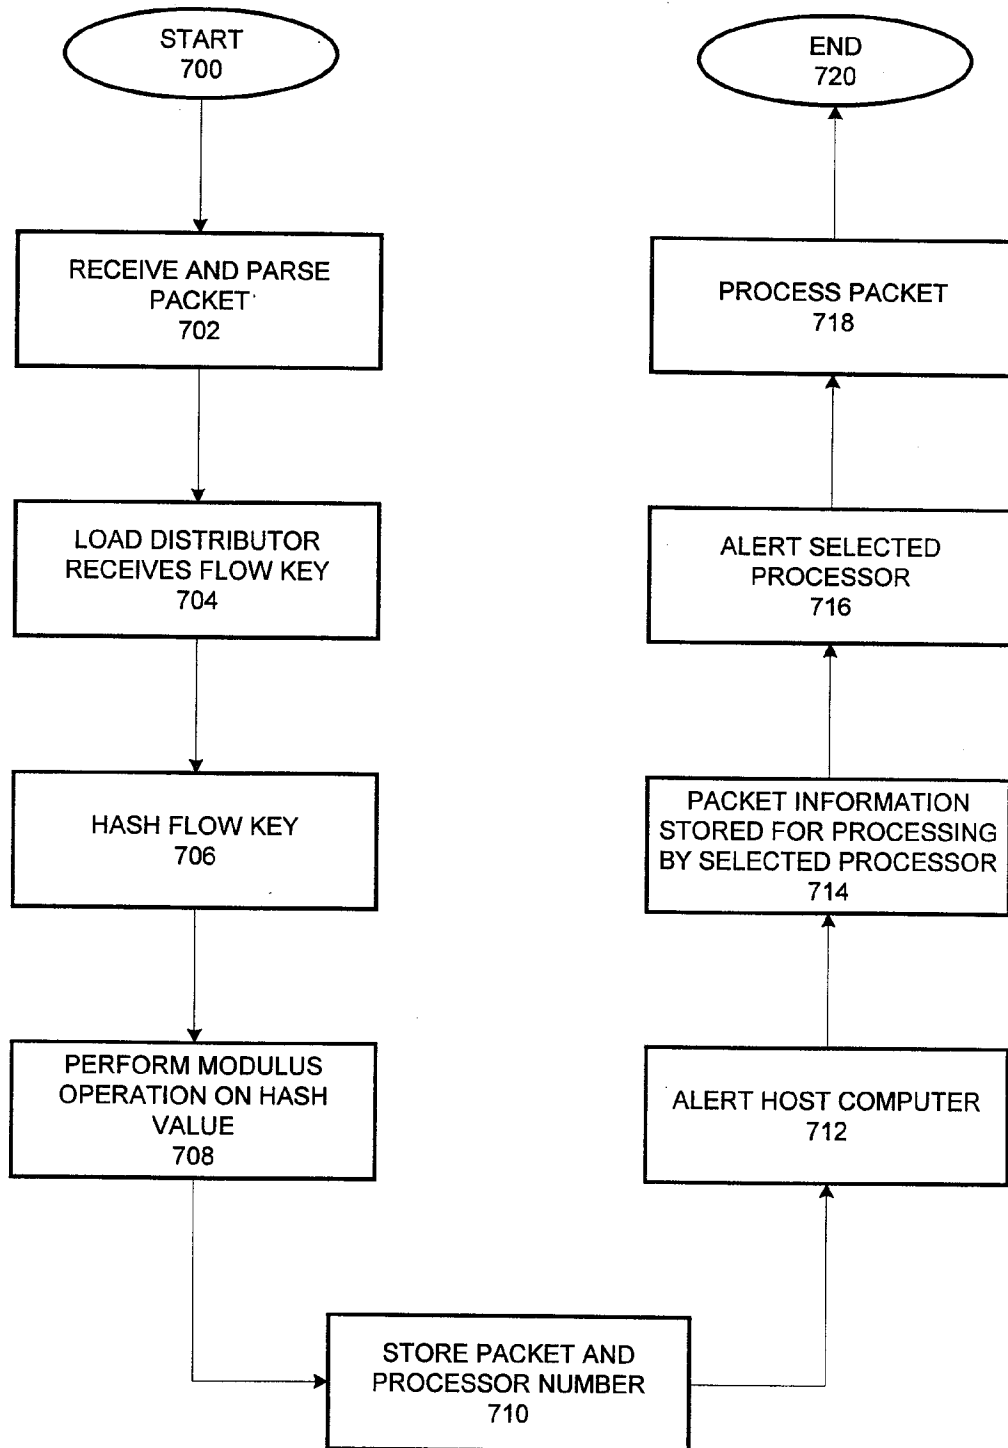 START
700
RECEIVE AND PARSE
PACKET
702
LOAD DISTRIBUTOR
RECEIVES FLOW KEY
704
HASH FLOW KEY
706
PERFORM MODULUS
OPERATION ON HASH
VALUE
708
STORE PACKET AND
PROCESSOR NUMBER
710
ALERT HOST COMPUTER
712
PACKET INFORMATION
STORED FOR PROCESSING
BY SELECTED PROCESSOR
714
ALERT SELECTED
PROCESSOR
716
PROCESS PACKET
718
END
720